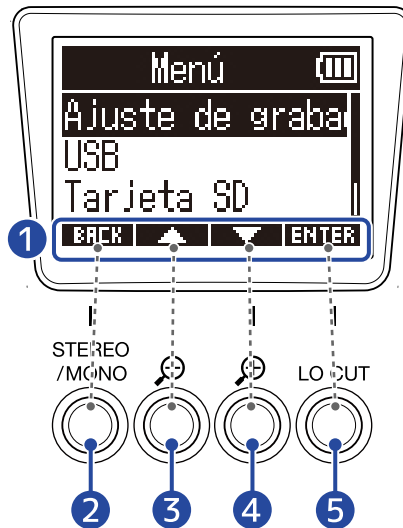 Menú
Ajuste de graba
USB
Tarjeta SD
1 BACK ENTER
STEREO
/MONO LO CUT
2 3 4 5